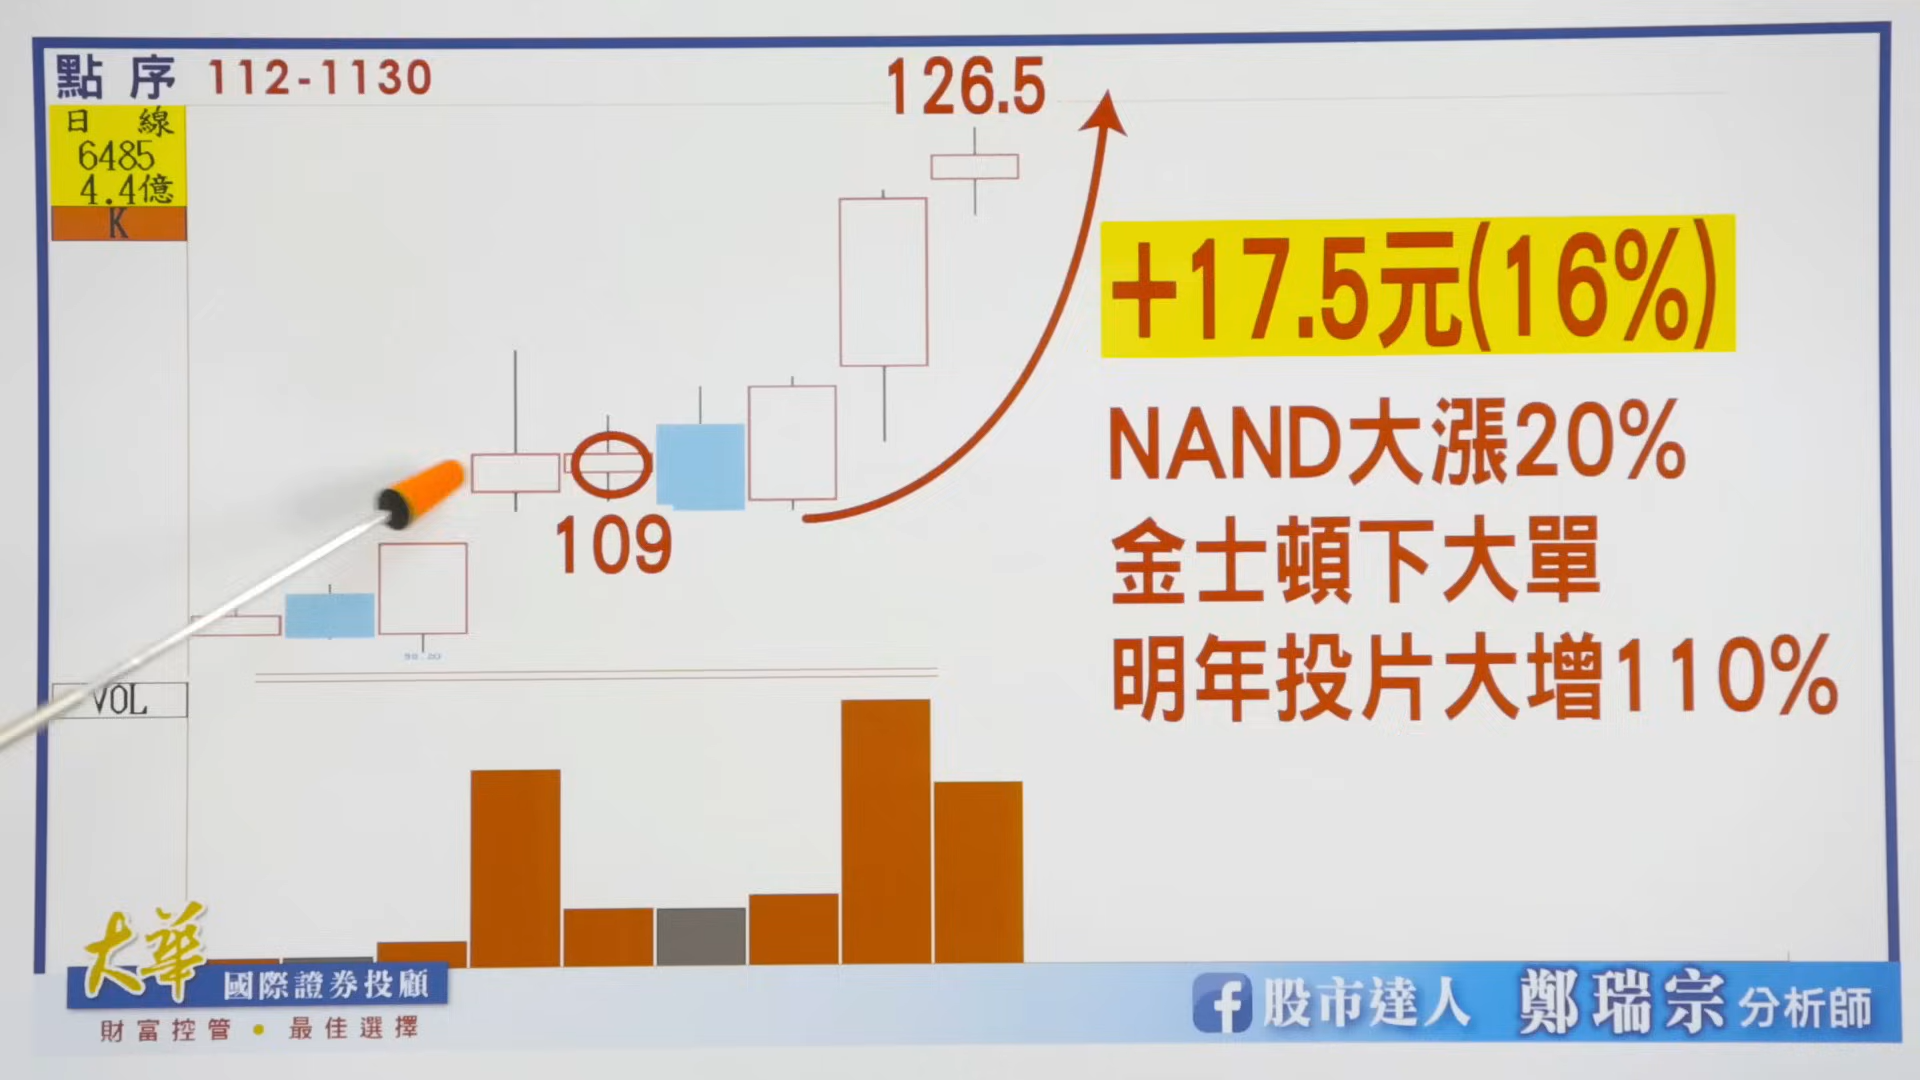 點序 112-1130
日 線
6485
4.4億
K
126.5
+17.5元(16%)
NAND大漲20%
金士頓下大單
明年投片大增110%
109
VOL
大華
國際證券投顧
財富控管•最佳選擇
f 股市達人 鄭瑞宗 分析師